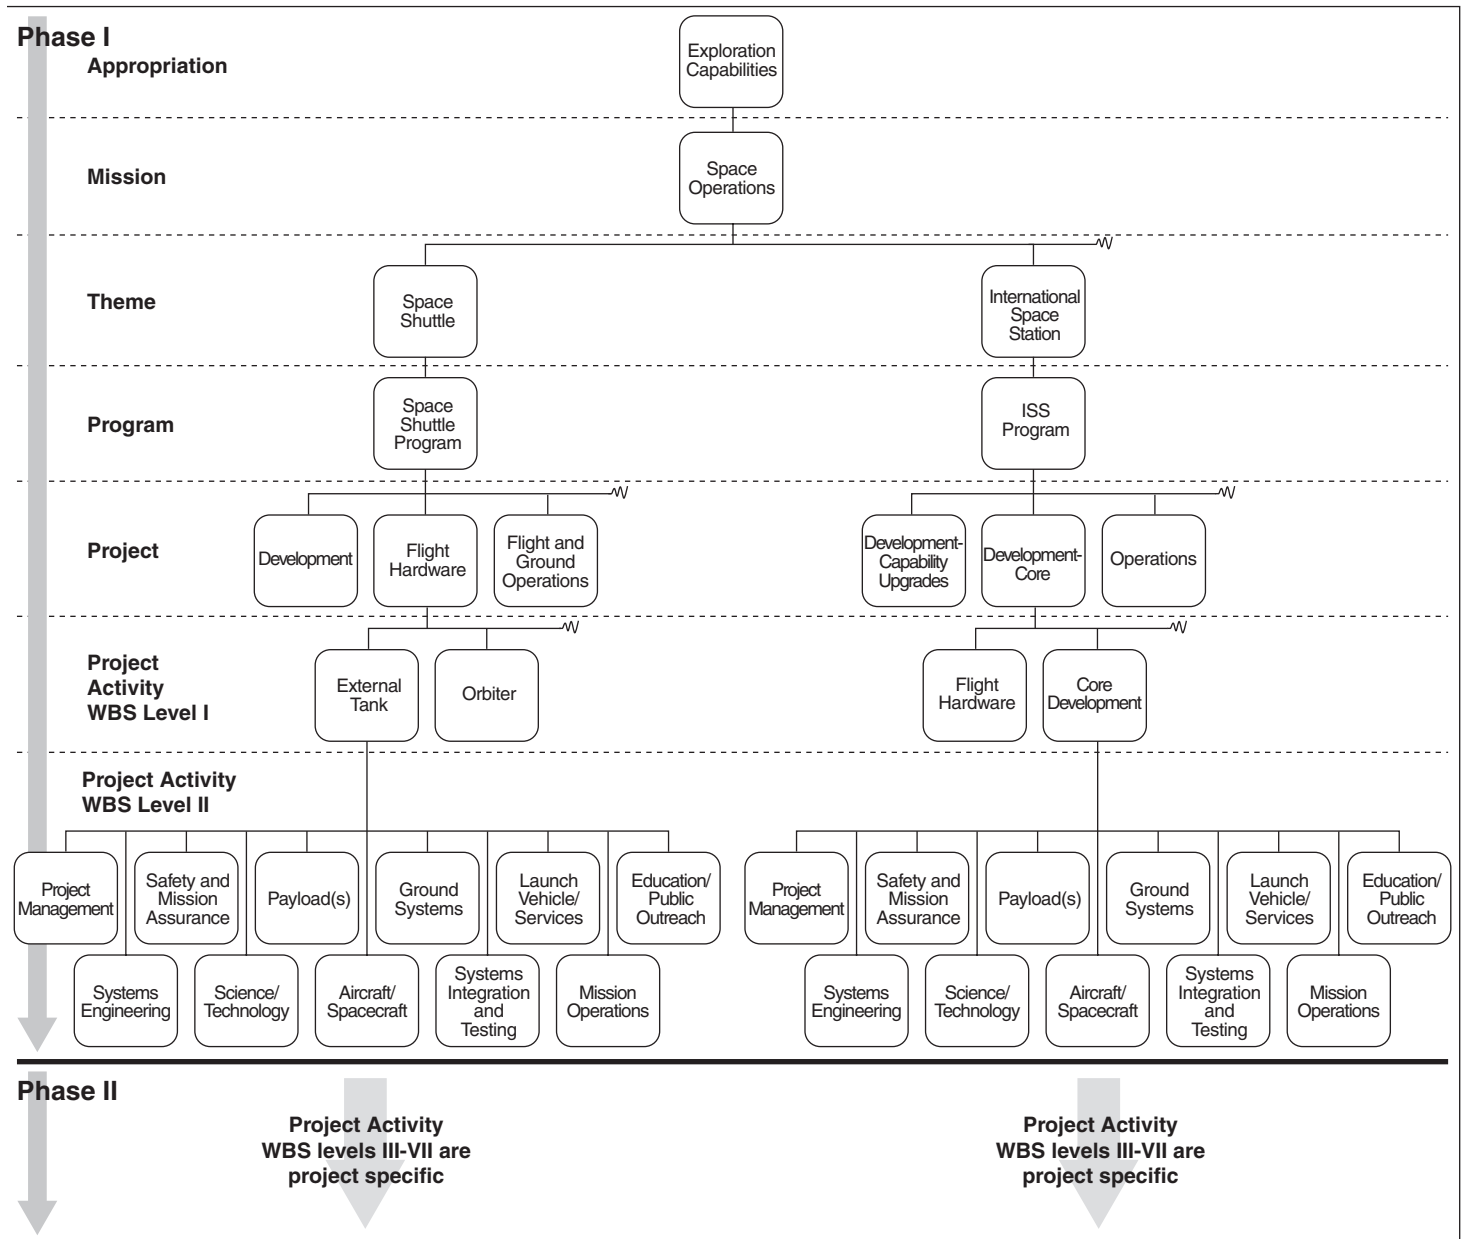 Phase I
Appropriation
Exploration
Capabilities
Mission
Space
Operations
Theme
Space
Shuttle
International
Space
Station
Program
Space
Shuttle
Program
ISS
Program
Project
Development
Flight
Hardware
Flight and
Ground
Operations
Development-
Capability
Upgrades
Development-
Core
Operations
Project
Activity
WBS Level I
External
Tank
Orbiter
Flight
Hardware
Core
Development
Project Activity
WBS Level II
Project
Management
Safety and
Mission
Assurance
Payload(s)
Ground
Systems
Launch
Vehicle/
Services
Education/
Public
Outreach
Project
Management
Safety and
Mission
Assurance
Payload(s)
Ground
Systems
Launch
Vehicle/
Services
Education/
Public
Outreach
Systems
Engineering
Science/
Technology
Aircraft/
Spacecraft
Systems
Integration
and
Testing
Mission
Operations
Systems
Engineering
Science/
Technology
Aircraft/
Spacecraft
Systems
Integration
and
Testing
Mission
Operations
Phase II
Project Activity
WBS levels III-VII are
project specific
Project Activity
WBS levels III-VII are
project specific